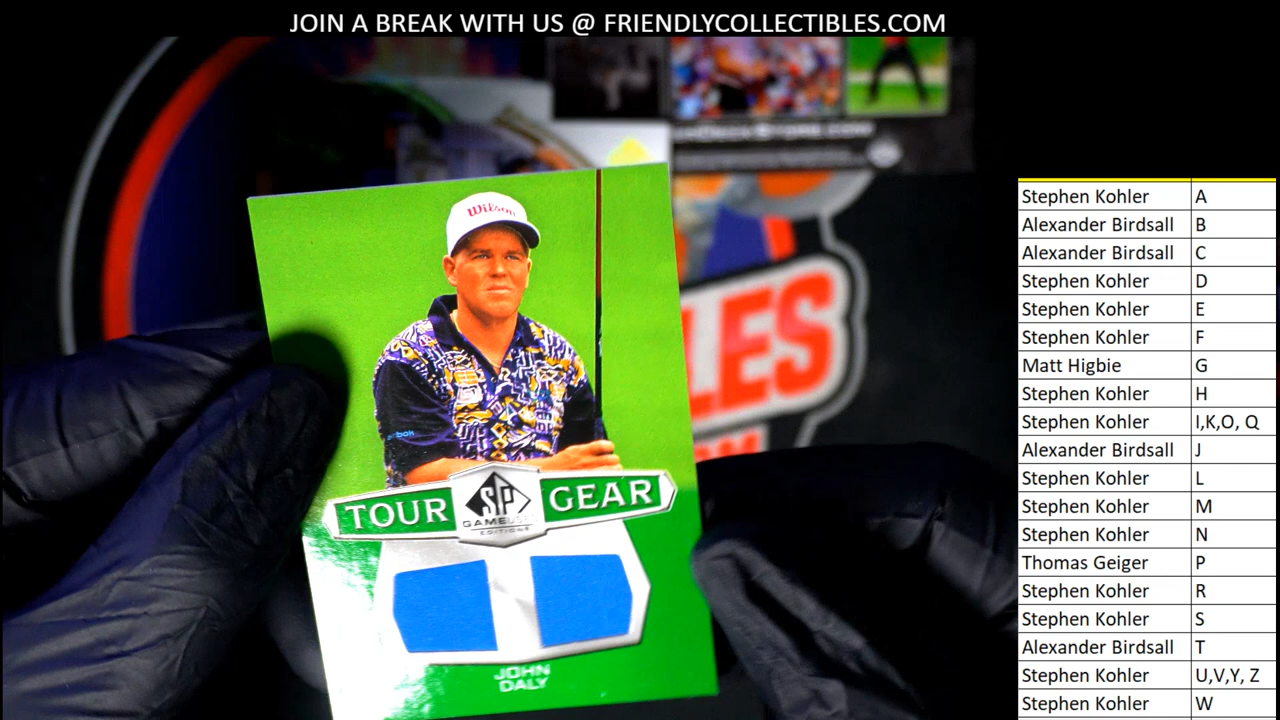 JOIN A BREAK WITH US @ FRIENDLYCOLLECTIBLES.COM
Wilson
TOUR SP GEAR
GAME USED
EDITIONS
JOHN
DALY
LES
Stephen Kohler A
Alexander Birdsall B
Alexander Birdsall C
Stephen Kohler D
Stephen Kohler E
Stephen Kohler F
Matt Higbie G
Stephen Kohler H
Stephen Kohler I,K,O, Q
Alexander Birdsall J
Stephen Kohler L
Stephen Kohler M
Stephen Kohler N
Thomas Geiger P
Stephen Kohler R
Stephen Kohler S
Alexander Birdsall T
Stephen Kohler U,V,Y, Z
Stephen Kohler W